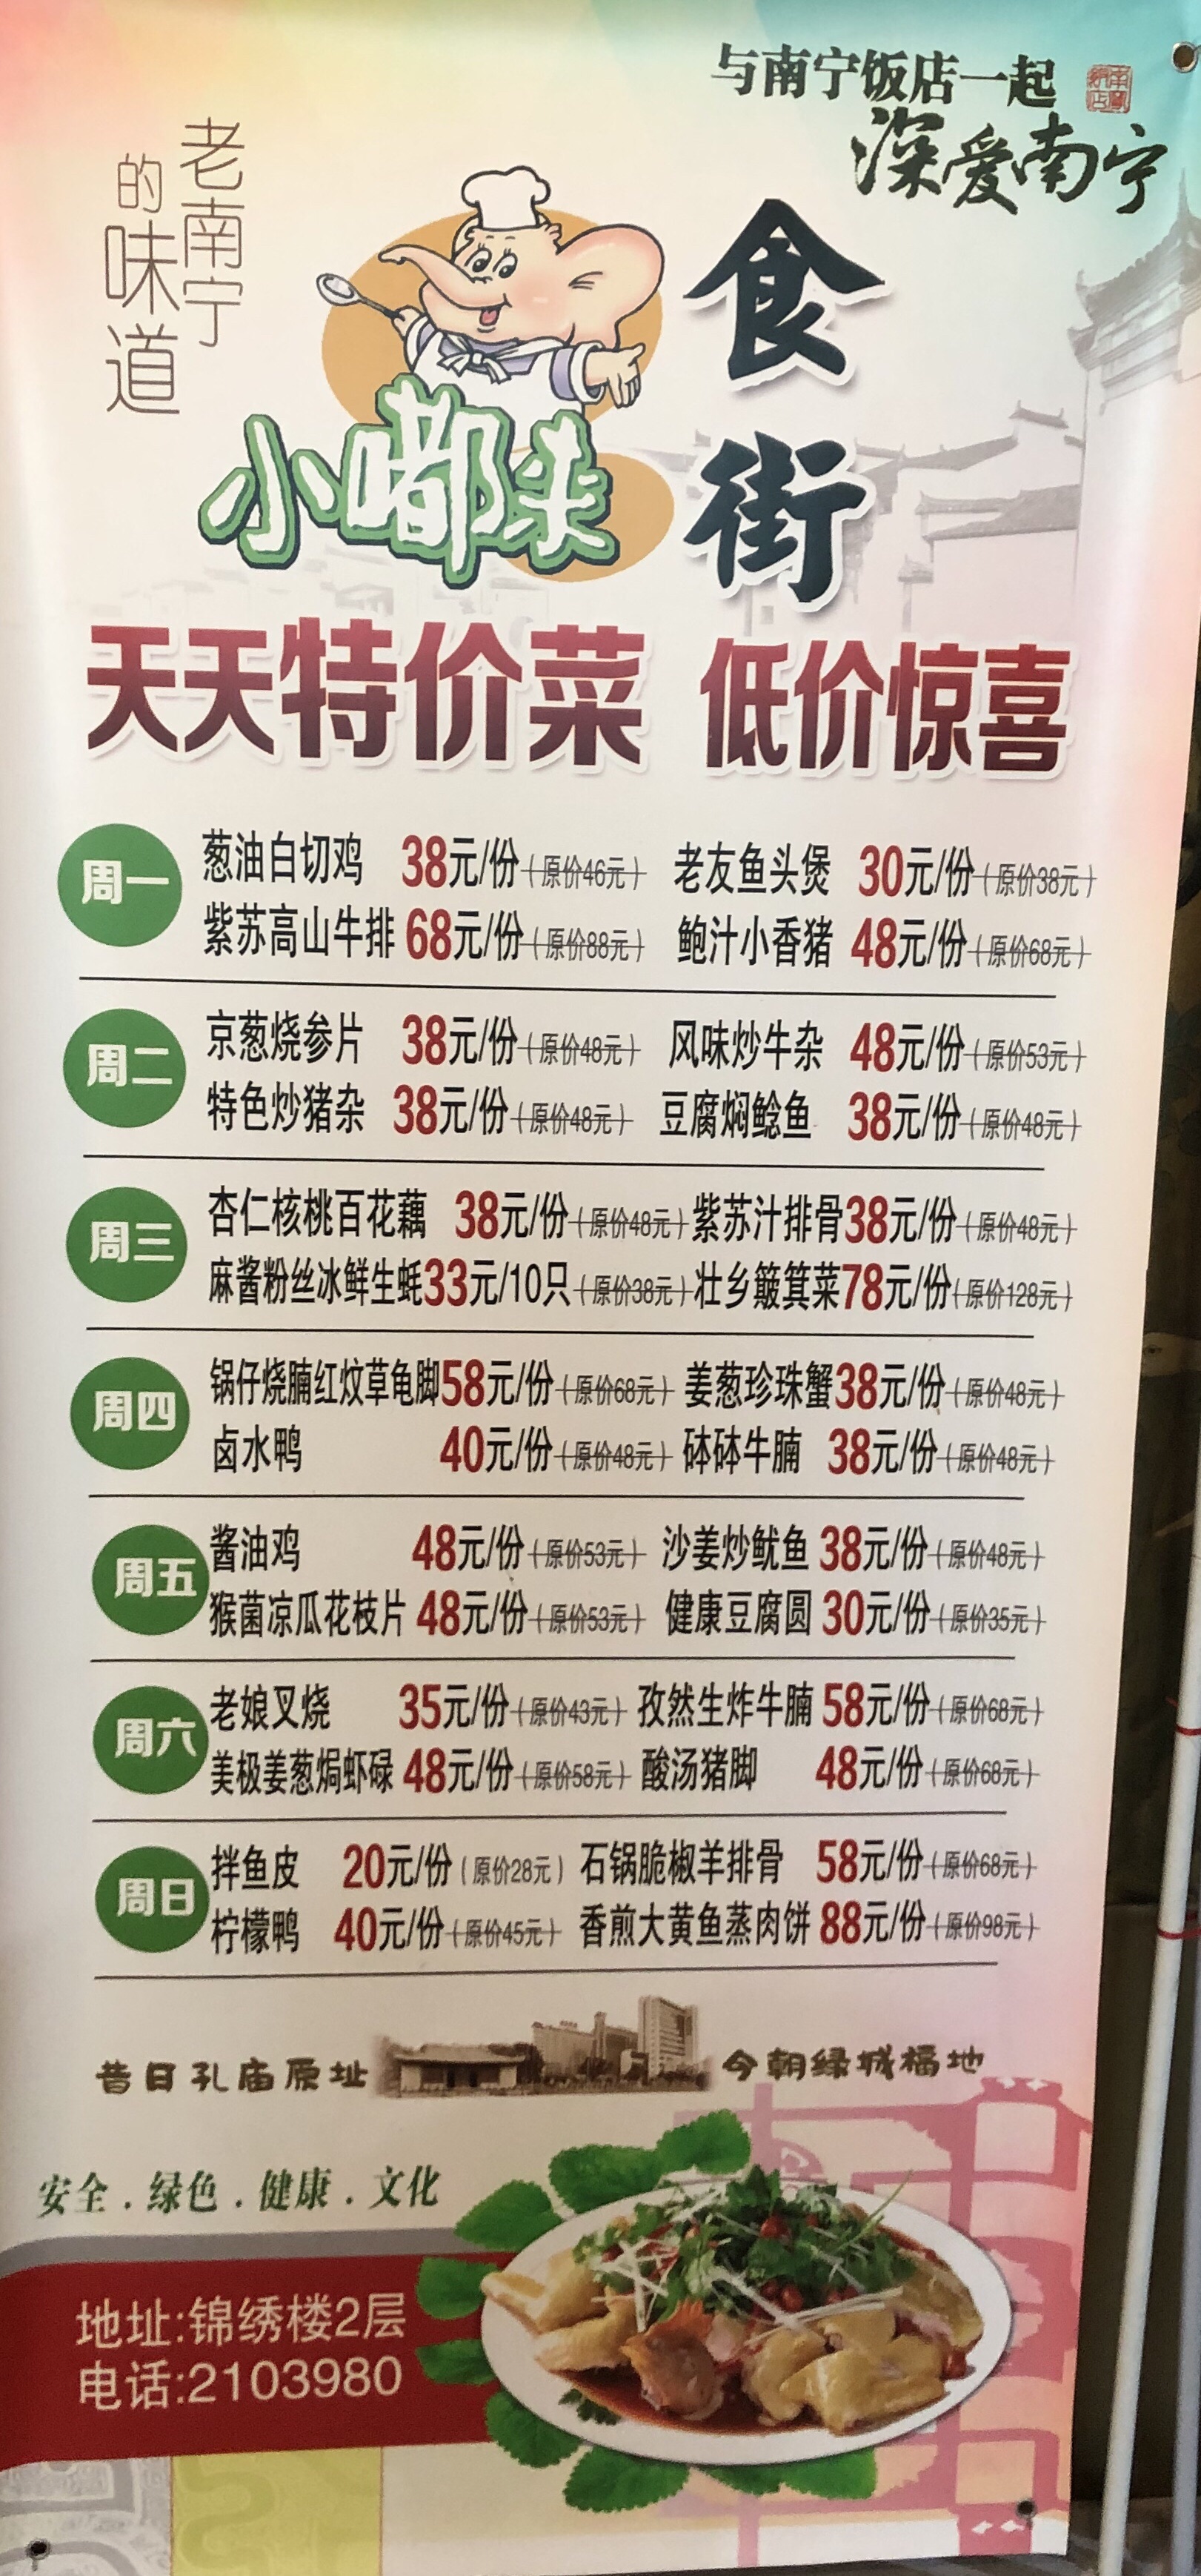 与南宁饭店一起
深爱南宁
老南宁
的味道
食街
小嘟来
天天特价菜 低价惊喜
周一
葱油白切鸡 38元/份(原价46元) 老友鱼头煲 30元/份(原价38元)
紫苏高山牛排 68元/份(原价88元) 鲍汁小香猪 48元/份(原价68元)
周二
京葱烧参片 38元/份(原价48元) 风味炒牛杂 48元/份(原价53元)
特色炒猪杂 38元/份(原价48元) 豆腐焖鲶鱼 38元/份(原价48元)
周三
杏仁核桃百花藕 38元/份(原价48元) 紫苏汁排骨38元/份(原价48元)
麻酱粉丝冰鲜生蚝33元/10只(原价38元) 壮乡簸箕菜78元/份(原价128元)
周四
锅仔烧腩红炆草龟脚58元/份(原价68元) 姜葱珍珠蟹38元/份(原价48元)
卤水鸭 40元/份(原价48元) 砵砵牛腩 38元/份(原价48元)
周五
酱油鸡 48元/份(原价53元) 沙姜炒鱿鱼 38元/份(原价48元)
猴菌凉瓜花枝片 48元/份(原价53元) 健康豆腐圆 30元/份(原价35元)
周六
老娘叉烧 35元/份(原价43元) 孜然生炸牛腩 58元/份(原价68元)
美极姜葱焗虾碌 48元/份(原价58元) 酸汤猪脚 48元/份(原价68元)
周日
拌鱼皮 20元/份(原价28元) 石锅脆椒羊排骨 58元/份(原价68元)
柠檬鸭 40元/份(原价45元) 香煎大黄鱼蒸肉饼 88元/份(原价98元)
昔日孔庙原址 今朝绿城福地
安全.绿色.健康.文化
地址:锦绣楼2层
电话:2103980